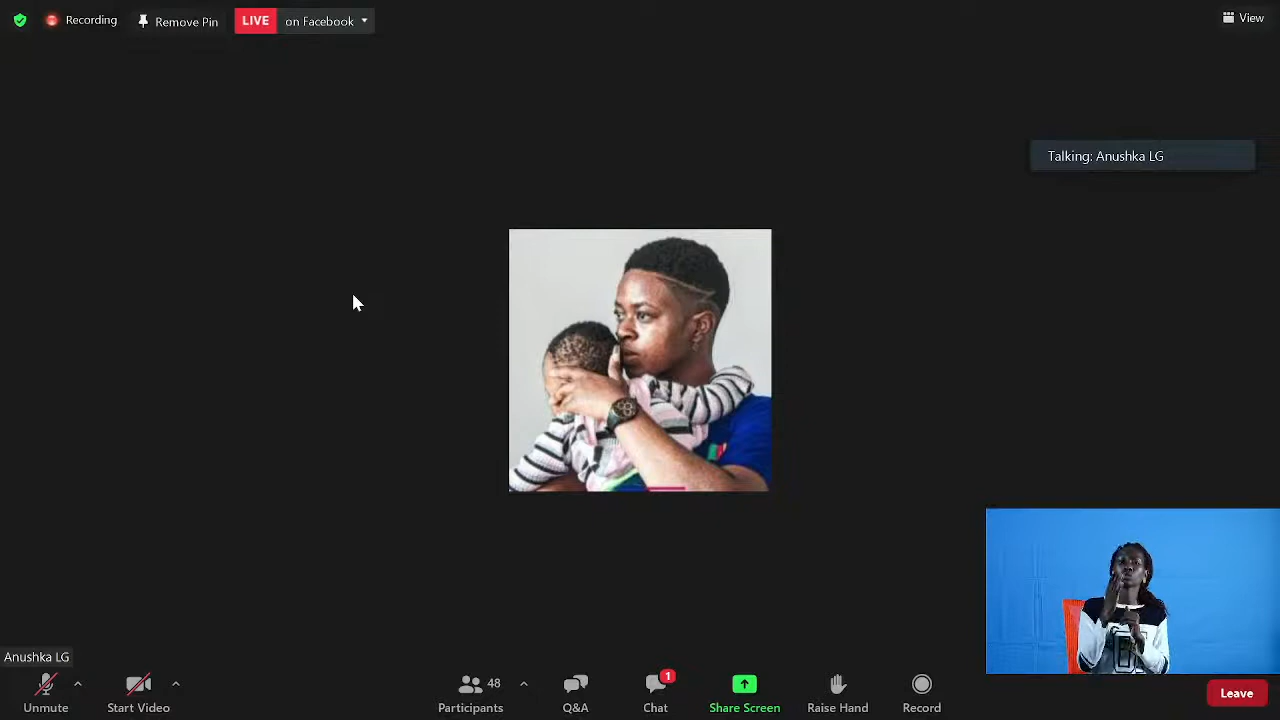 Recording
Remove Pin
LIVE on Facebook
View
Talking: Anushka LG
Anushka LG
Unmute
Start Video
48
Participants
Q&A
1
Chat
Share Screen
Raise Hand
Record
Leave